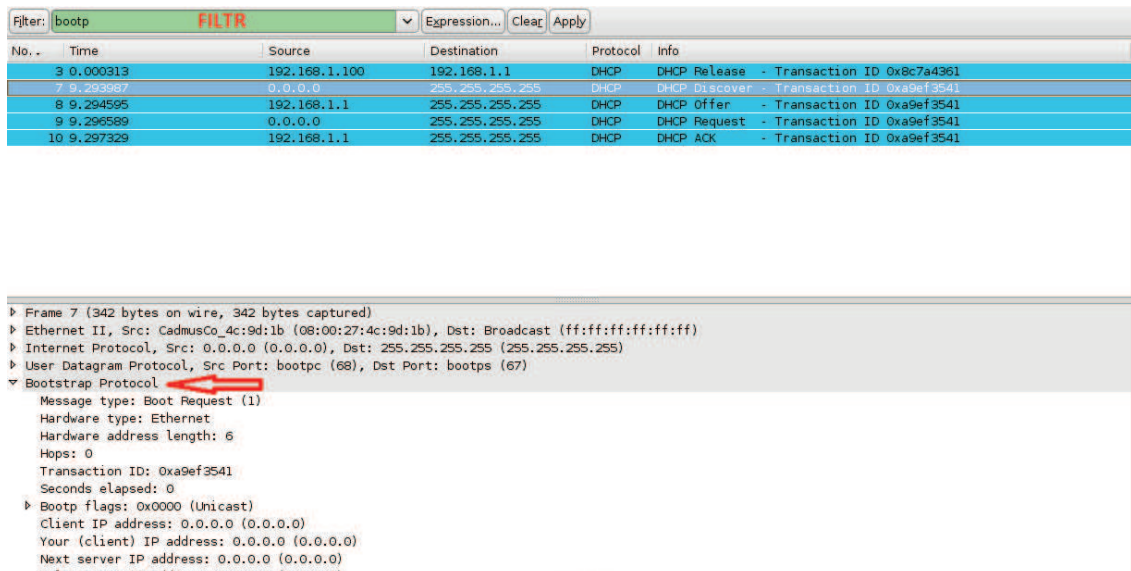 Filter: bootp FILTR Expression... Clear Apply
No. . Time Source Destination Protocol Info
3 0.000313 192.168.1.100 192.168.1.1 DHCP DHCP Release - Transaction ID 0x8c7a4361
7 9.293987 0.0.0.0 255.255.255.255 DHCP DHCP Discover - Transaction ID 0xa9ef3541
8 9.294595 192.168.1.1 255.255.255.255 DHCP DHCP Offer - Transaction ID 0xa9ef3541
9 9.296589 0.0.0.0 255.255.255.255 DHCP DHCP Request - Transaction ID 0xa9ef3541
10 9.297329 192.168.1.1 255.255.255.255 DHCP DHCP ACK - Transaction ID 0xa9ef3541
Frame 7 (342 bytes on wire, 342 bytes captured)
Ethernet II, Src: CadmusCo_4c:9d:1b (08:00:27:4c:9d:1b), Dst: Broadcast (ff:ff:ff:ff:ff:ff)
Internet Protocol, Src: 0.0.0.0 (0.0.0.0), Dst: 255.255.255.255 (255.255.255.255)
User Datagram Protocol, Src Port: bootpc (68), Dst Port: bootps (67)
Bootstrap Protocol
Message type: Boot Request (1)
Hardware type: Ethernet
Hardware address length: 6
Hops: 0
Transaction ID: 0xa9ef3541
Seconds elapsed: 0
Bootp flags: 0x0000 (Unicast)
Client IP address: 0.0.0.0 (0.0.0.0)
Your (client) IP address: 0.0.0.0 (0.0.0.0)
Next server IP address: 0.0.0.0 (0.0.0.0)